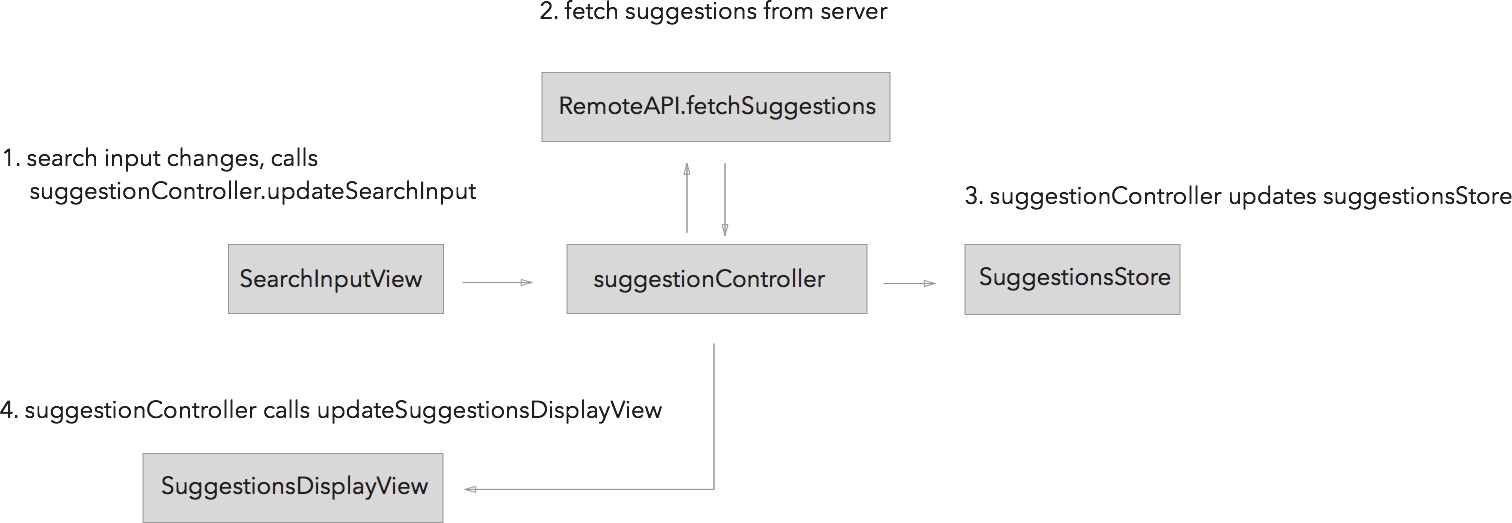 2. fetch suggestions from server
RemoteAPI.fetchSuggestions
1. search input changes, calls
suggestionController.updateSearchInput
3. suggestionController updates suggestionsStore
SearchInputView
suggestionController
SuggestionsStore
4. suggestionController calls updateSuggestionsDisplayView
SuggestionsDisplayView